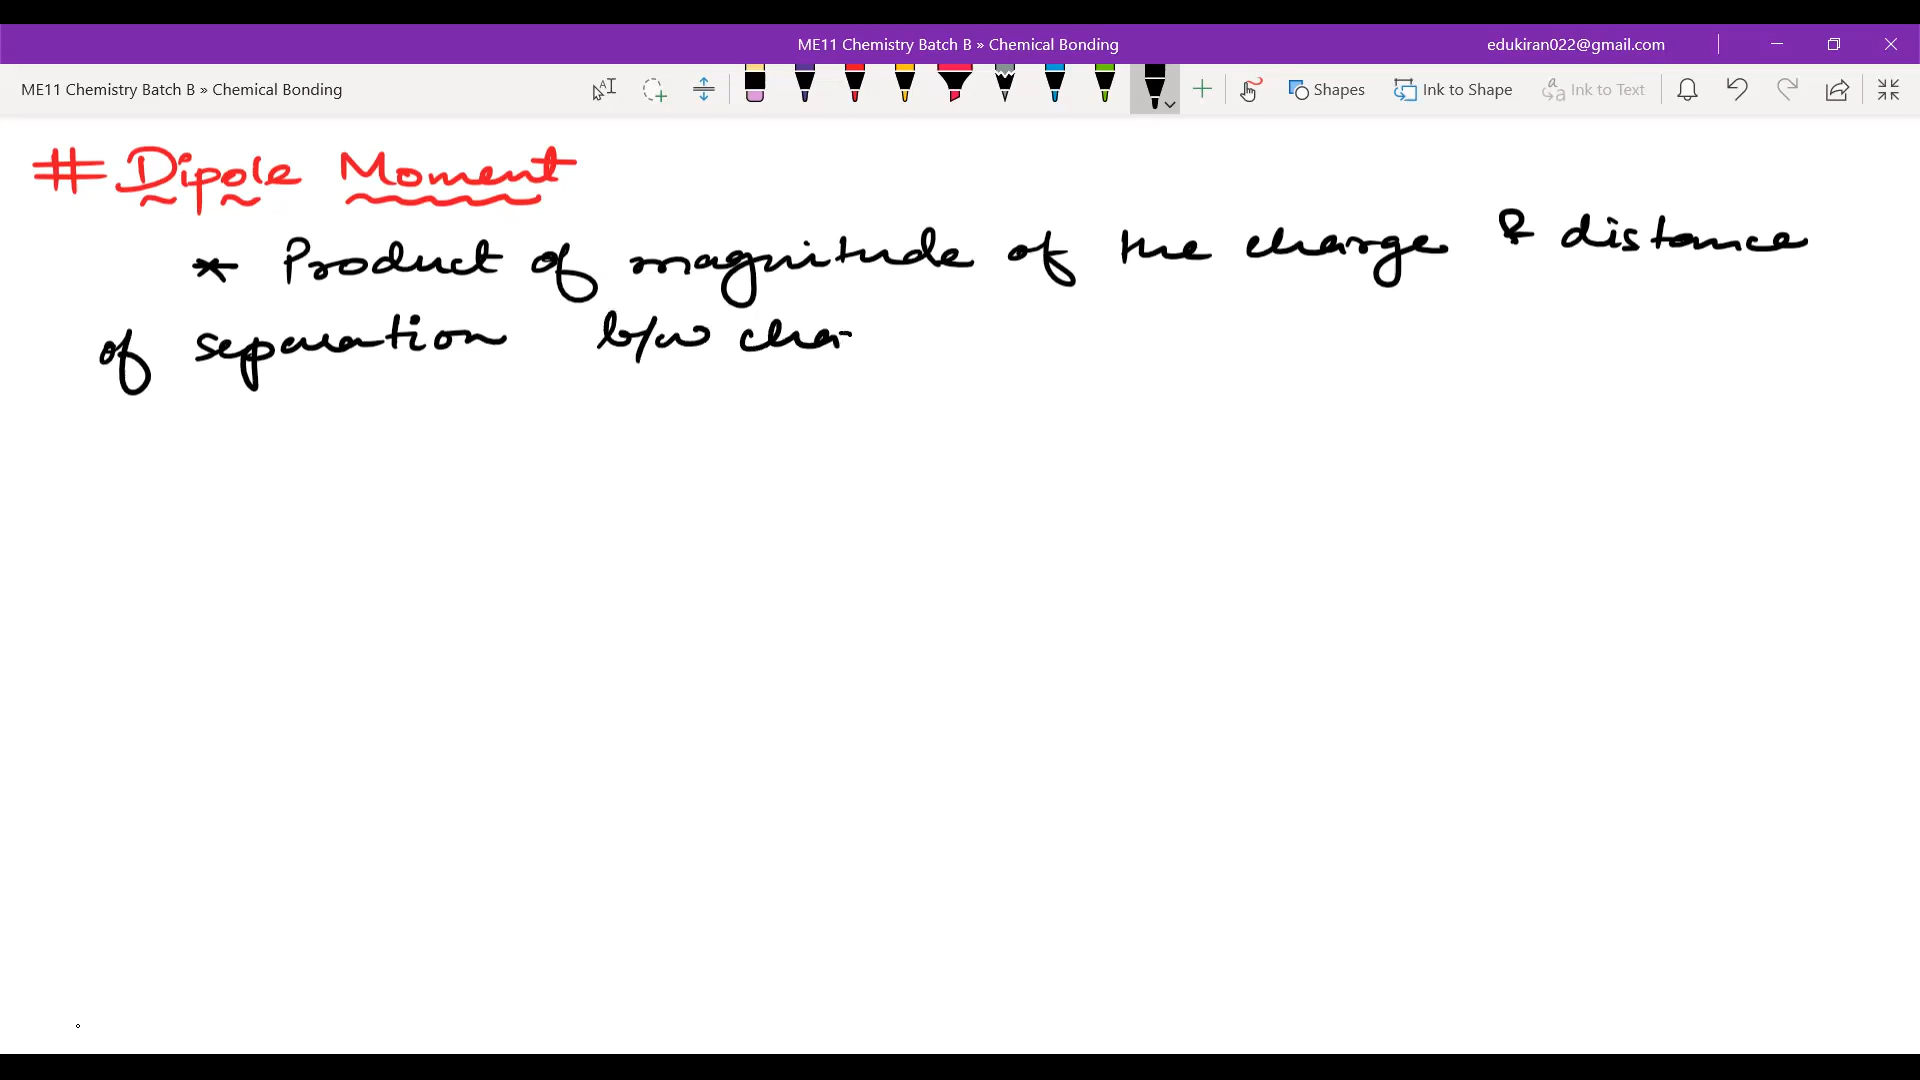 ME11 Chemistry Batch B » Chemical Bonding
edukiran022@gmail.com
ME11 Chemistry Batch B » Chemical Bonding
Shapes
Ink to Shape
Ink to Text
# Dipole Moment
* Product of magnitude of the charge & distance
of separation b/w char